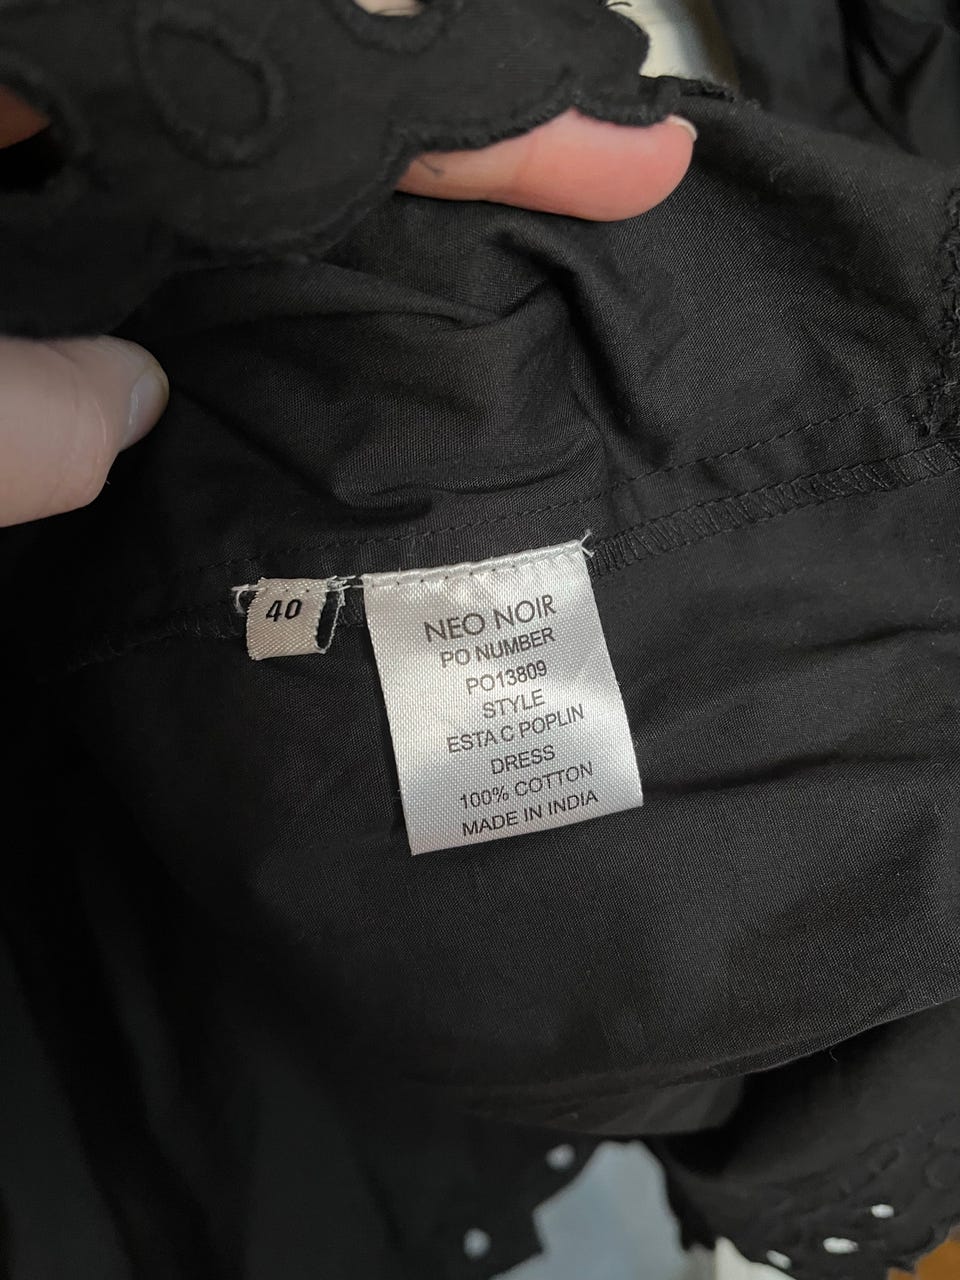 40
NEO NOIR
PO NUMBER
PO13809
STYLE
ESTA C POPLIN
DRESS
100% COTTON
MADE IN INDIA